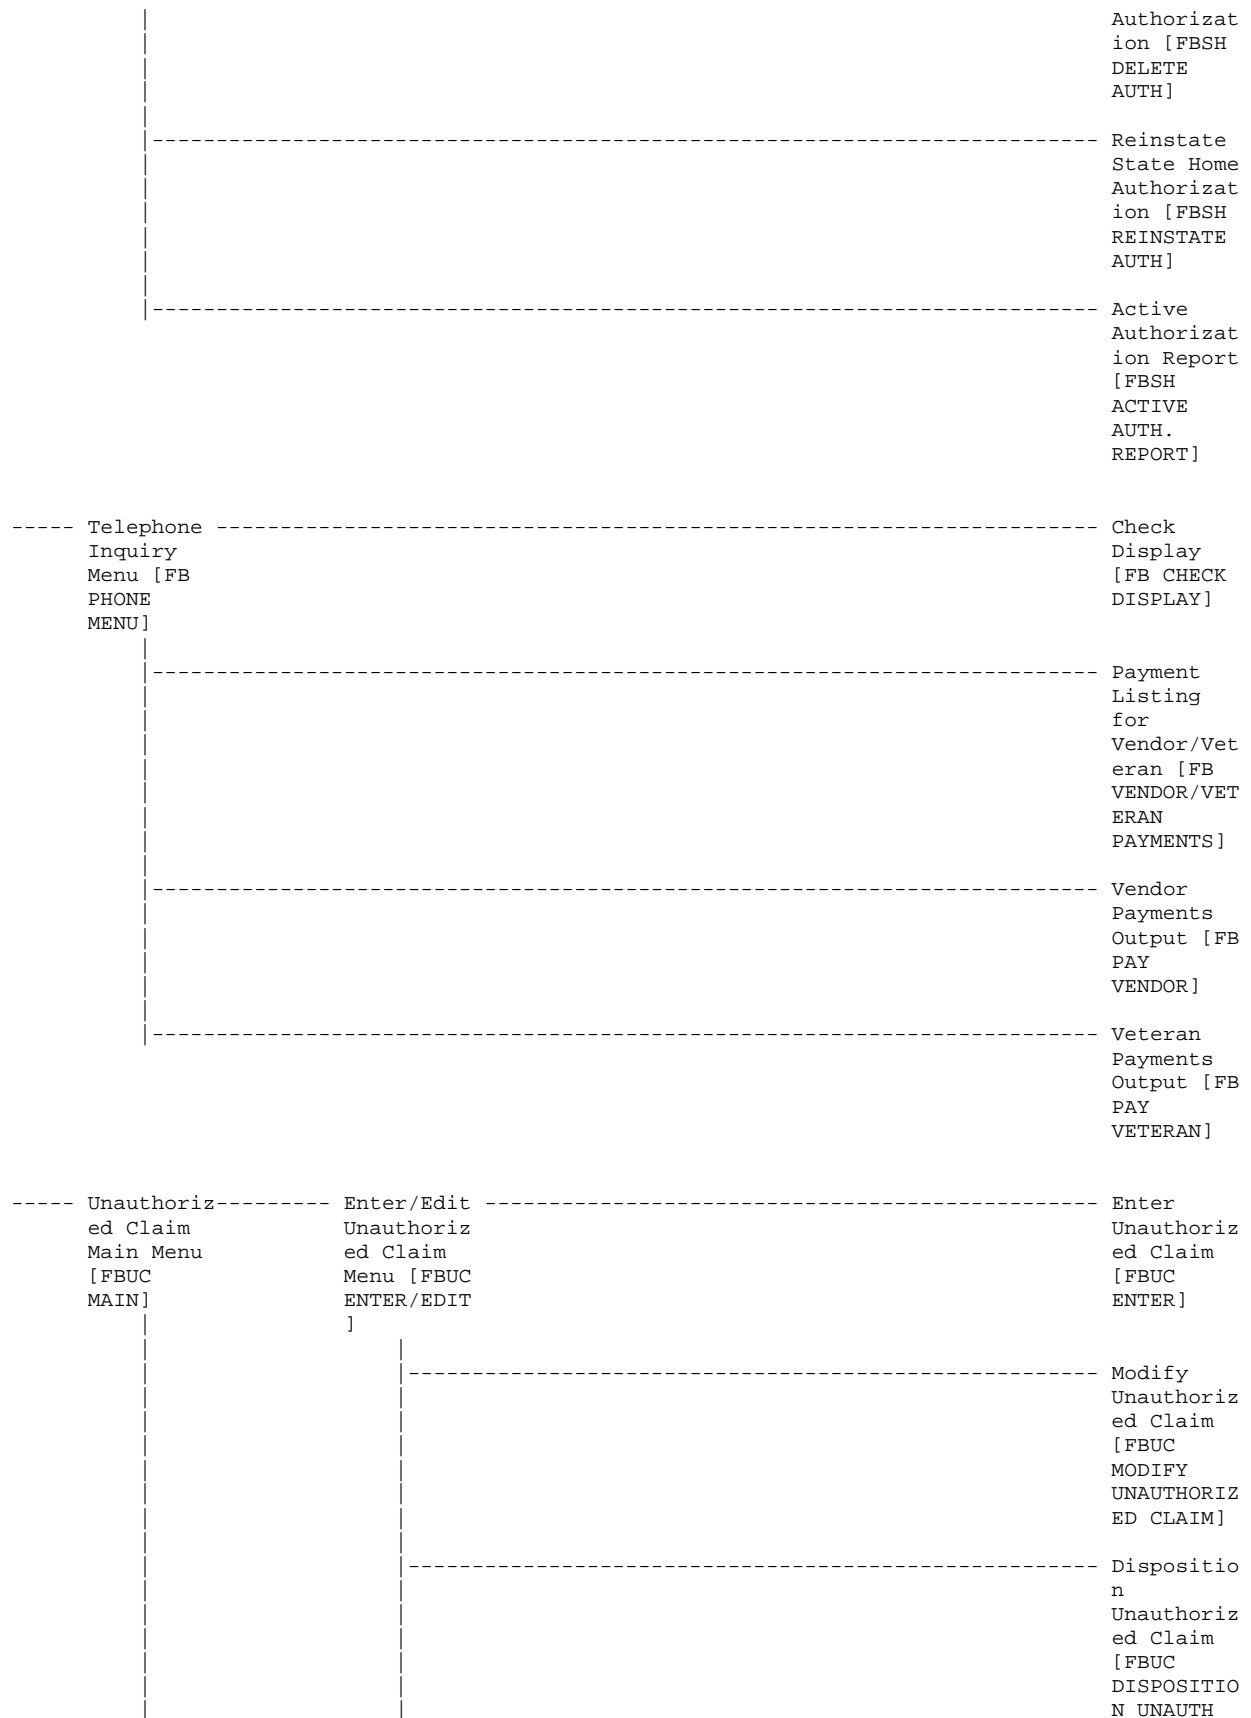 Authorizat
ion [FBSH
DELETE
AUTH]
Reinstate
State Home
Authorizat
ion [FBSH
REINSTATE
AUTH]
Active
Authorizat
ion Report
[FBSH
ACTIVE
AUTH.
REPORT]
Telephone
Inquiry
Menu [FB
PHONE
MENU]
Check
Display
[FB CHECK
DISPLAY]
Payment
Listing
for
Vendor/Vet
eran [FB
VENDOR/VET
ERAN
PAYMENTS]
Vendor
Payments
Output [FB
PAY
VENDOR]
Veteran
Payments
Output [FB
PAY
VETERAN]
Unauthoriz
ed Claim
Main Menu
[FBUC
MAIN]
Enter/Edit
Unauthoriz
ed Claim
Menu [FBUC
ENTER/EDIT
]
Enter
Unauthoriz
ed Claim
[FBUC
ENTER]
Modify
Unauthoriz
ed Claim
[FBUC
MODIFY
UNAUTHORIZ
ED CLAIM]
Dispositio
n
Unauthoriz
ed Claim
[FBUC
DISPOSITIO
N UNAUTH